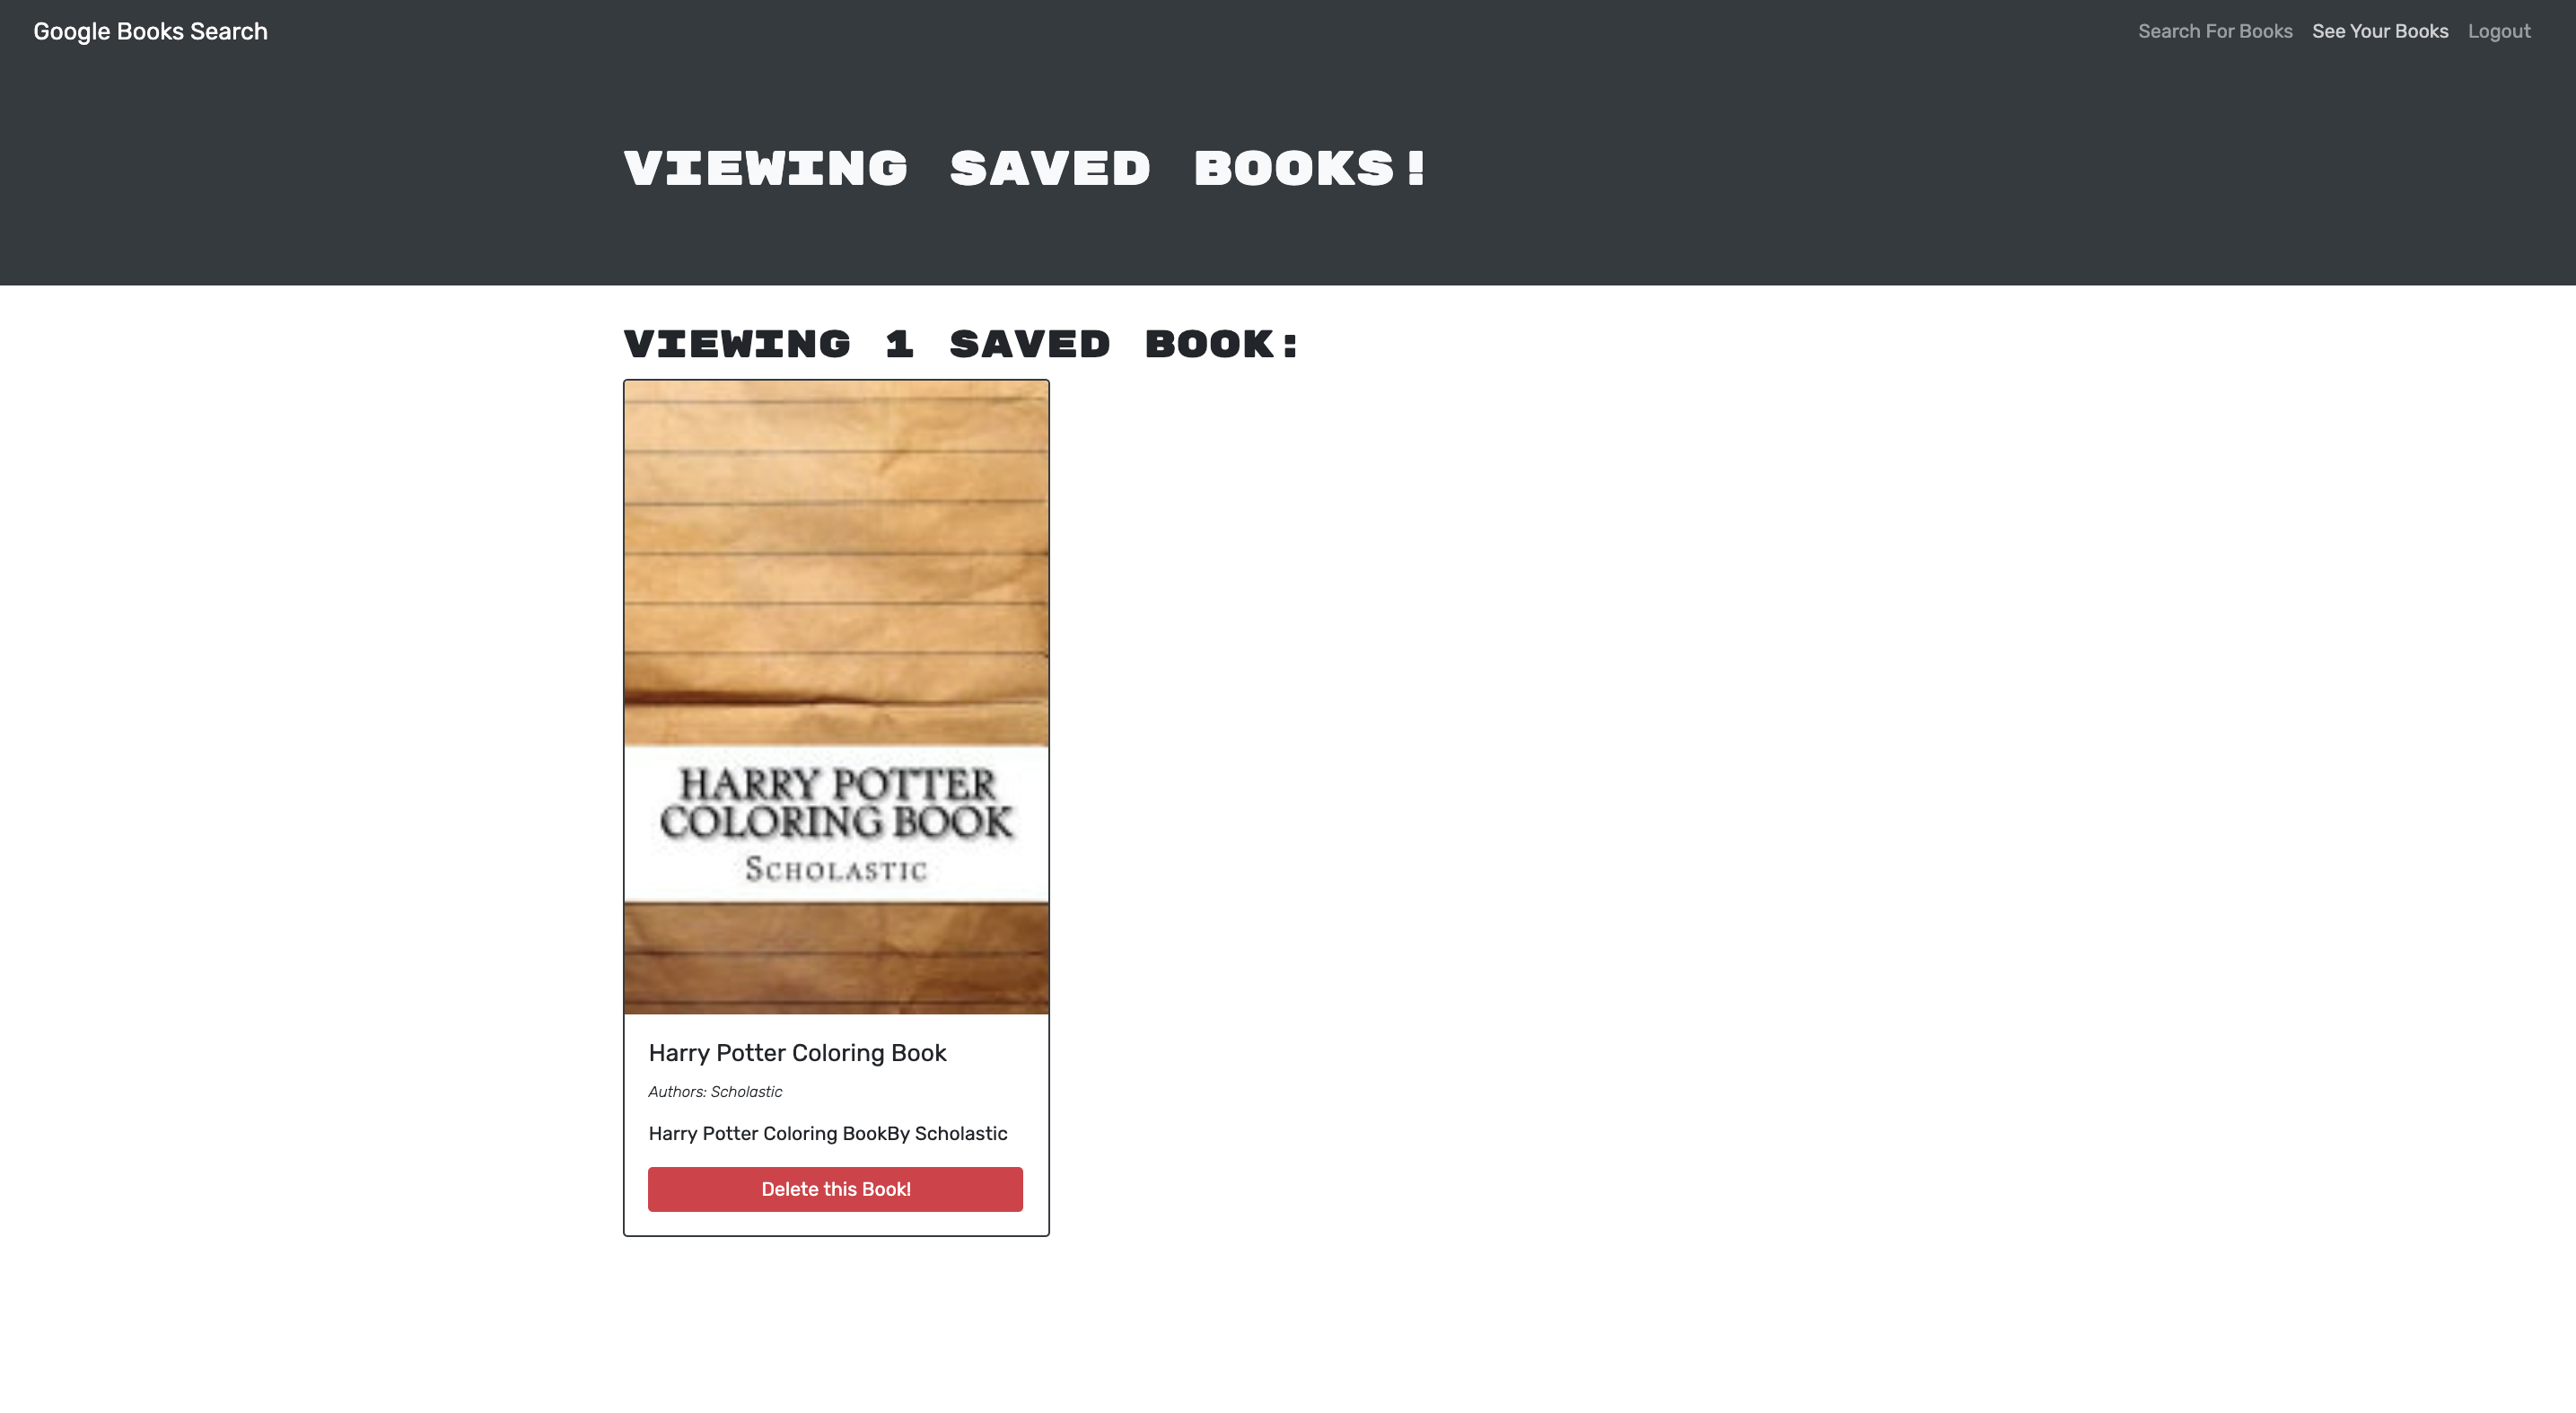 Google Books Search
Search For Books See Your Books Logout
VIEWING SAVED BOOKS!
VIEWING 1 SAVED BOOK:
HARRY POTTER
COLORING BOOK
SCHOLASTIC
Harry Potter Coloring Book
Authors: Scholastic
Harry Potter Coloring BookBy Scholastic
Delete this Book!